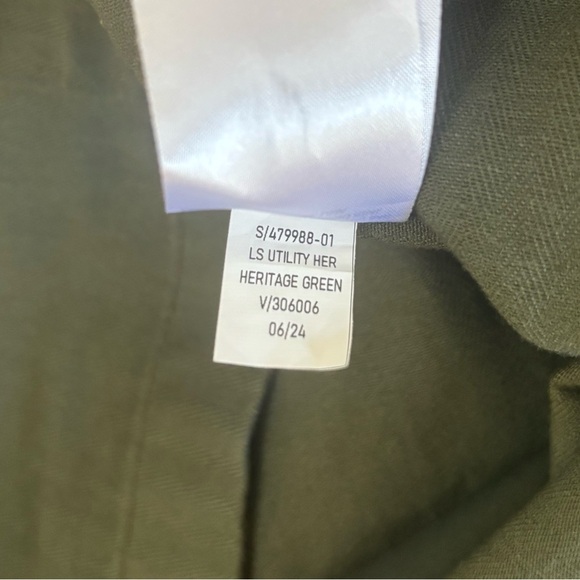 S/479988-01
LS UTILITY HER
HERITAGE GREEN
V/306006
06/24